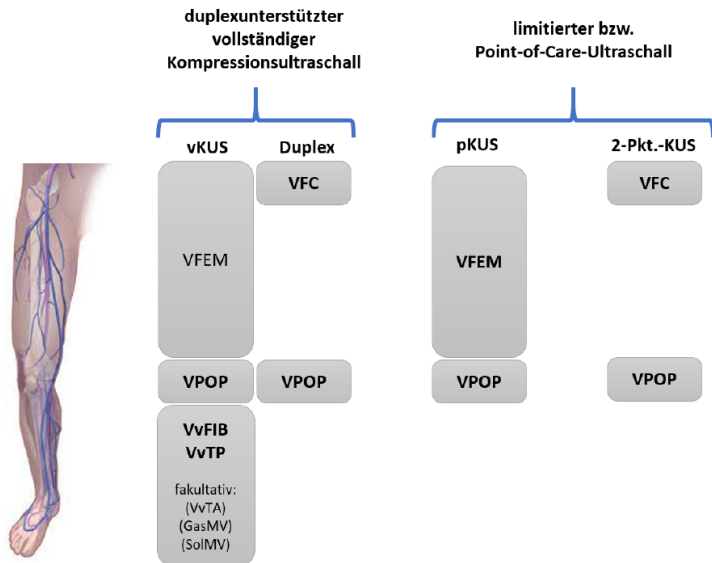 duplexunterstützter
vollständiger
Kompressionsultraschall
limitierter bzw.
Point-of-Care-Ultraschall
vKUS
Duplex
pKUS
2-Pkt.-KUS
VFEM
VFC
VFEM
VFC
VPOP
VPOP
VPOP
VPOP
VvFIB
VvTP
fakultativ:
(VvTA)
(GasMV)
(SolMV)